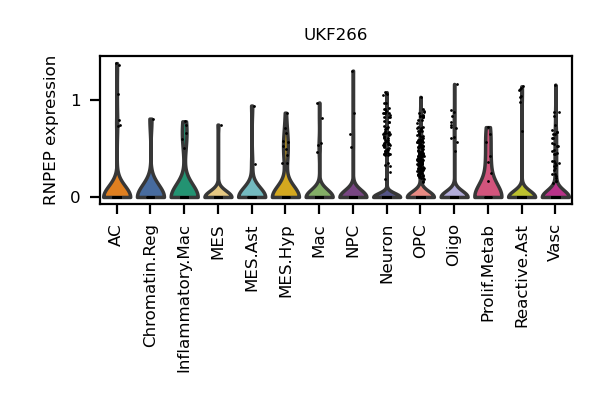 UKF266
RNPEP expression
1
0
AC
Chromatin.Reg
Inflammatory.Mac
MES
MES.Ast
MES.Hyp
Mac
NPC
Neuron
OPC
Oligo
Prolif.Metab
Reactive.Ast
Vasc